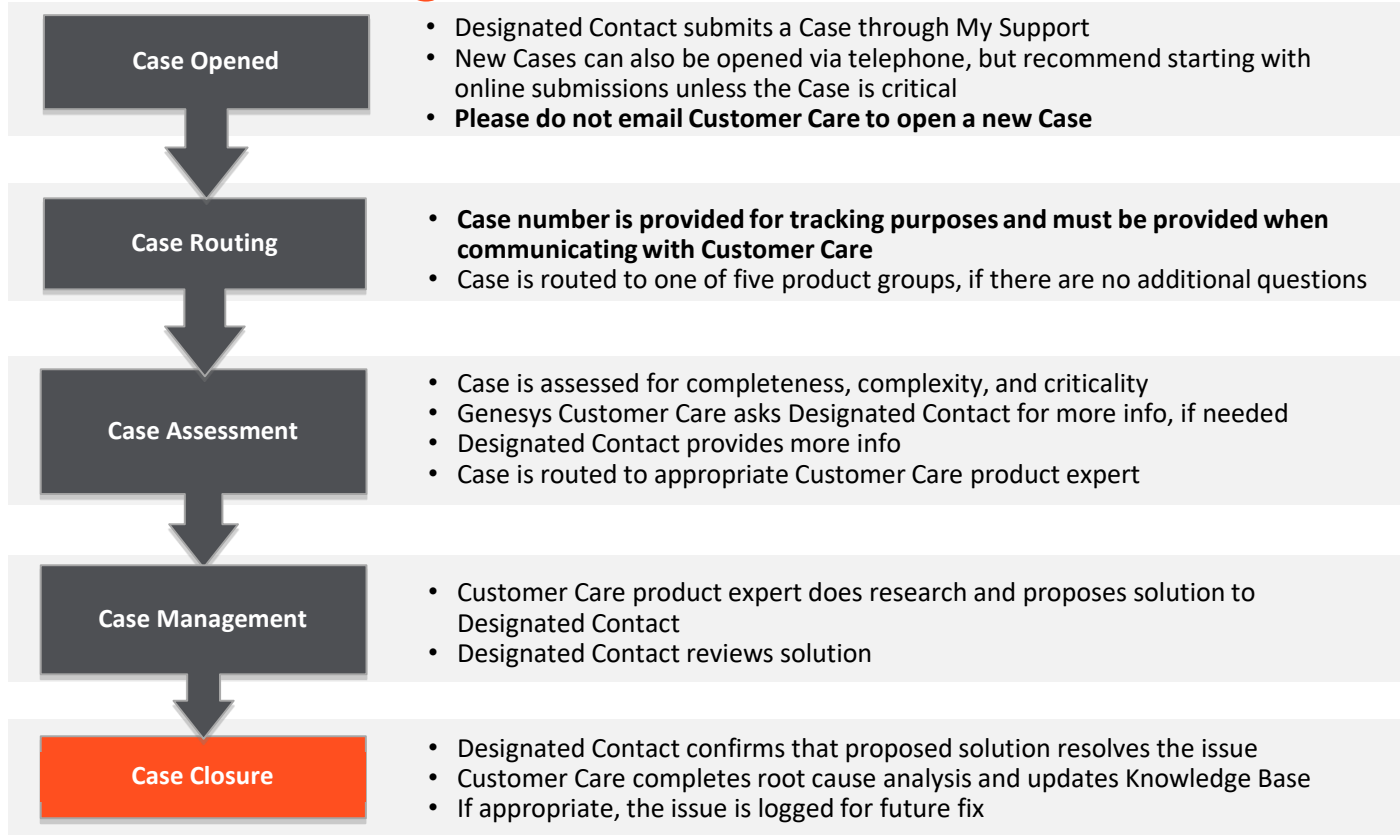 Case Opened
• Designated Contact submits a Case through My Support
• New Cases can also be opened via telephone, but recommend starting with
online submissions unless the Case is critical
• Please do not email Customer Care to open a new Case
Case Routing
• Case number is provided for tracking purposes and must be provided when
communicating with Customer Care
• Case is routed to one of five product groups, if there are no additional questions
Case Assessment
• Case is assessed for completeness, complexity, and criticality
• Genesys Customer Care asks Designated Contact for more info, if needed
• Designated Contact provides more info
• Case is routed to appropriate Customer Care product expert
Case Management
• Customer Care product expert does research and proposes solution to
Designated Contact
• Designated Contact reviews solution
Case Closure
• Designated Contact confirms that proposed solution resolves the issue
• Customer Care completes root cause analysis and updates Knowledge Base
• If appropriate, the issue is logged for future fix